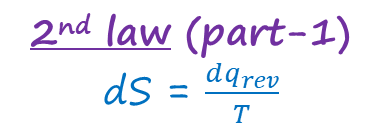 2nd law (part-1)
dS = dq_rev/T